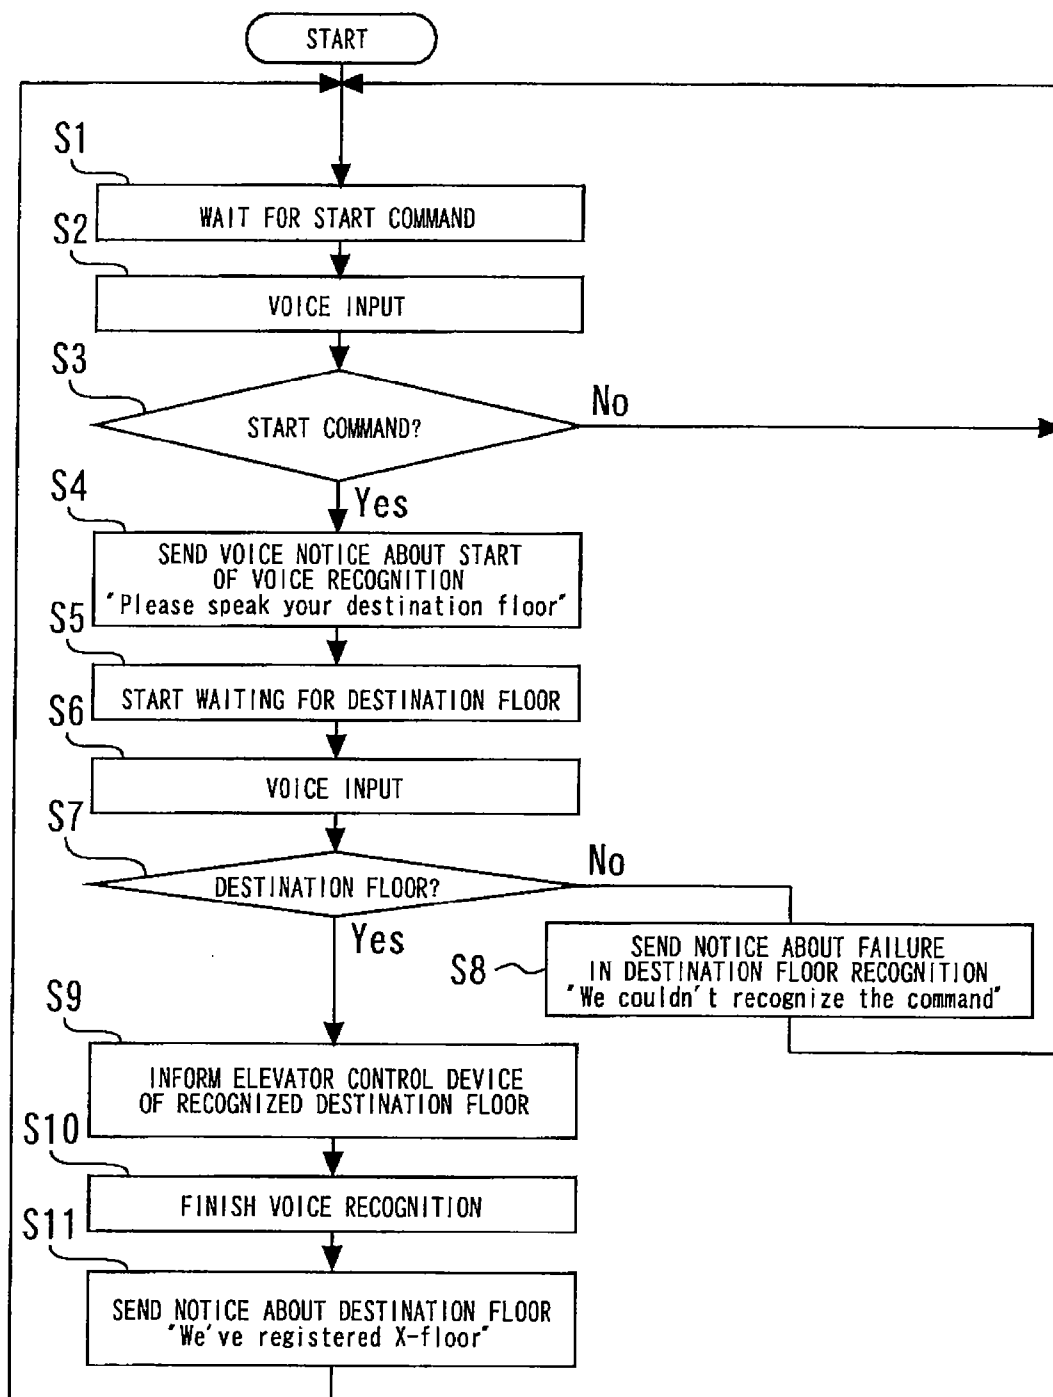 START
S1
WAIT FOR START COMMAND
S2
VOICE INPUT
S3
START COMMAND?
No
Yes
S4
SEND VOICE NOTICE ABOUT START
OF VOICE RECOGNITION
"Please speak your destination floor"
S5
START WAITING FOR DESTINATION FLOOR
S6
VOICE INPUT
S7
DESTINATION FLOOR?
No
Yes
S8
SEND NOTICE ABOUT FAILURE
IN DESTINATION FLOOR RECOGNITION
"We couldn't recognize the command"
S9
INFORM ELEVATOR CONTROL DEVICE
OF RECOGNIZED DESTINATION FLOOR
S10
FINISH VOICE RECOGNITION
S11
SEND NOTICE ABOUT DESTINATION FLOOR
"We've registered X-floor"